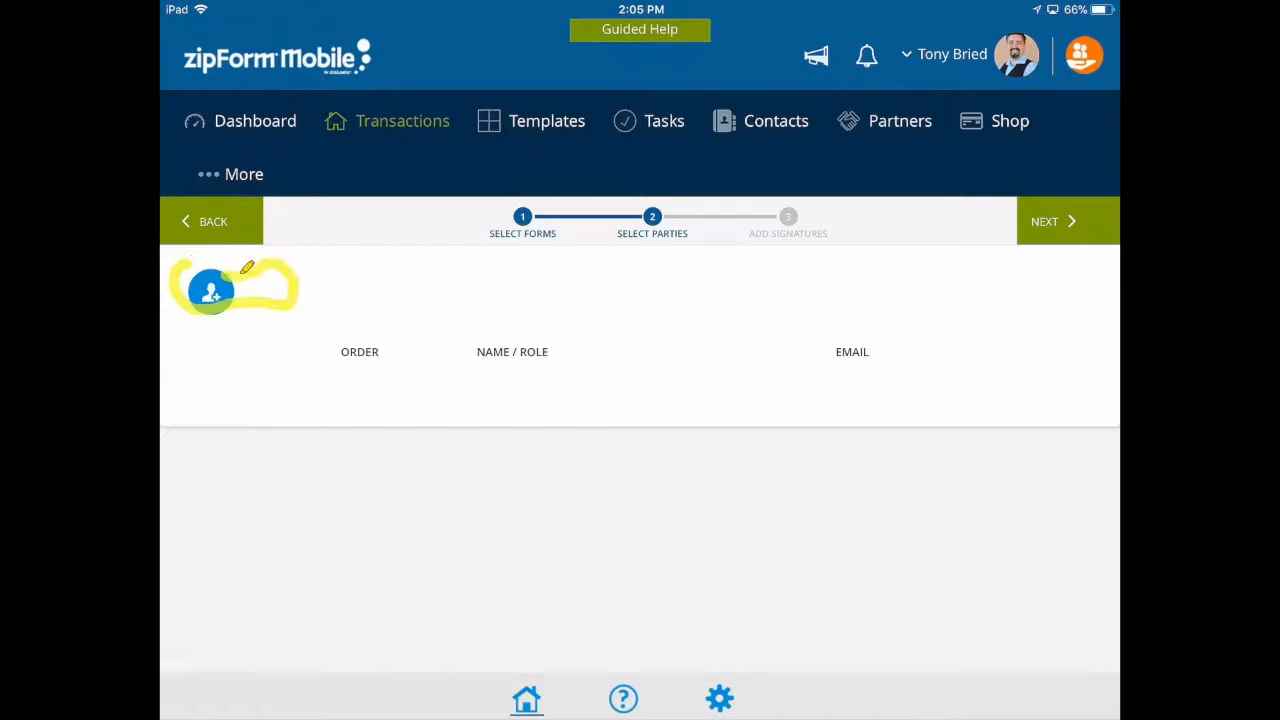 iPad 2:05 PM 66%
Guided Help
zipForm Mobile
Tony Bried
Dashboard Transactions Templates Tasks Contacts Partners Shop
••• More
BACK 1 2 3 NEXT
SELECT FORMS SELECT PARTIES ADD SIGNATURES
ORDER NAME / ROLE EMAIL